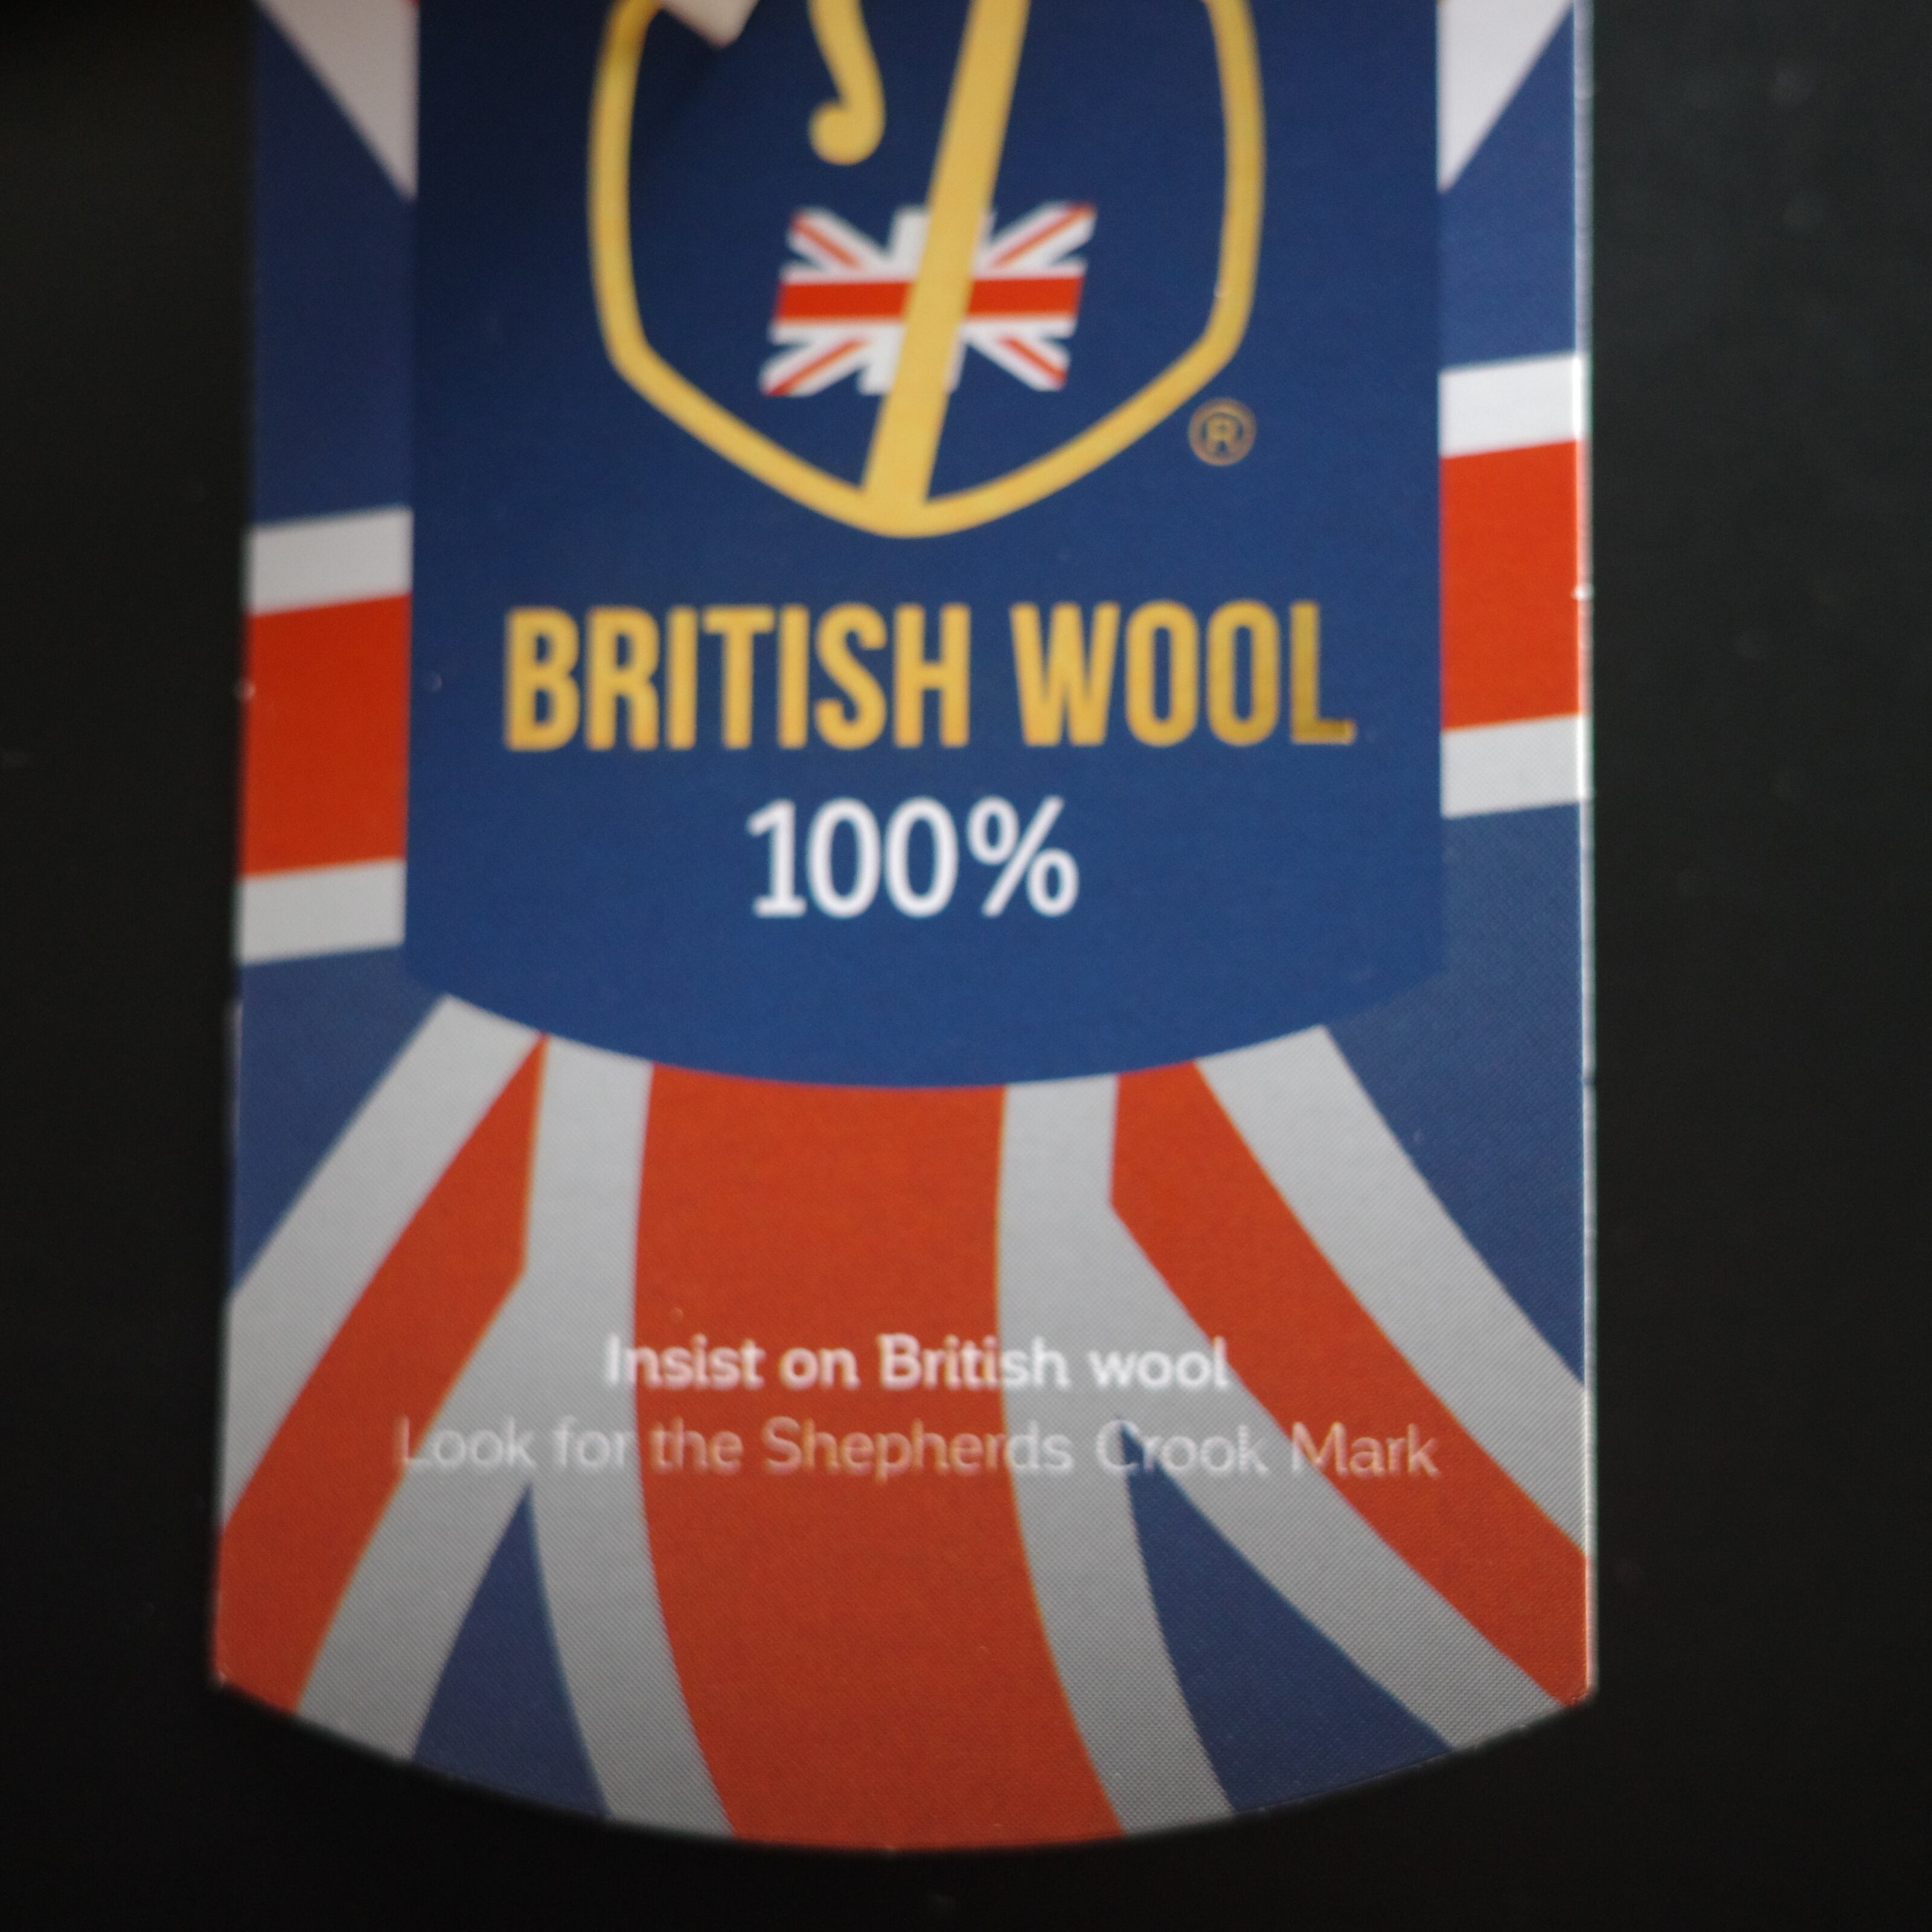 ®
BRITISH WOOL
100%
Insist on British wool
Look for the Shepherds Crook Mark